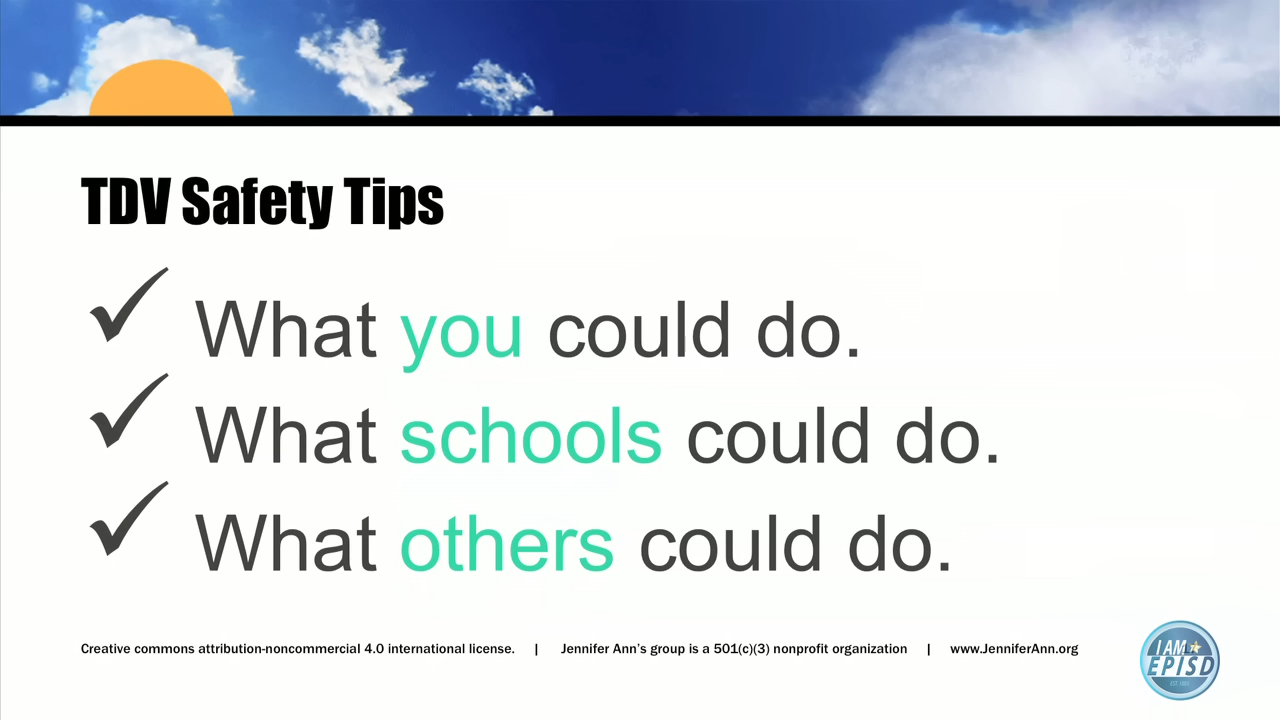 TDV Safety Tips
✓ What you could do.
✓ What schools could do.
✓ What others could do.
Creative commons attribution-noncommercial 4.0 international license. | Jennifer Ann's group is a 501(c)(3) nonprofit organization | www.JenniferAnn.org
I AM
EPISD